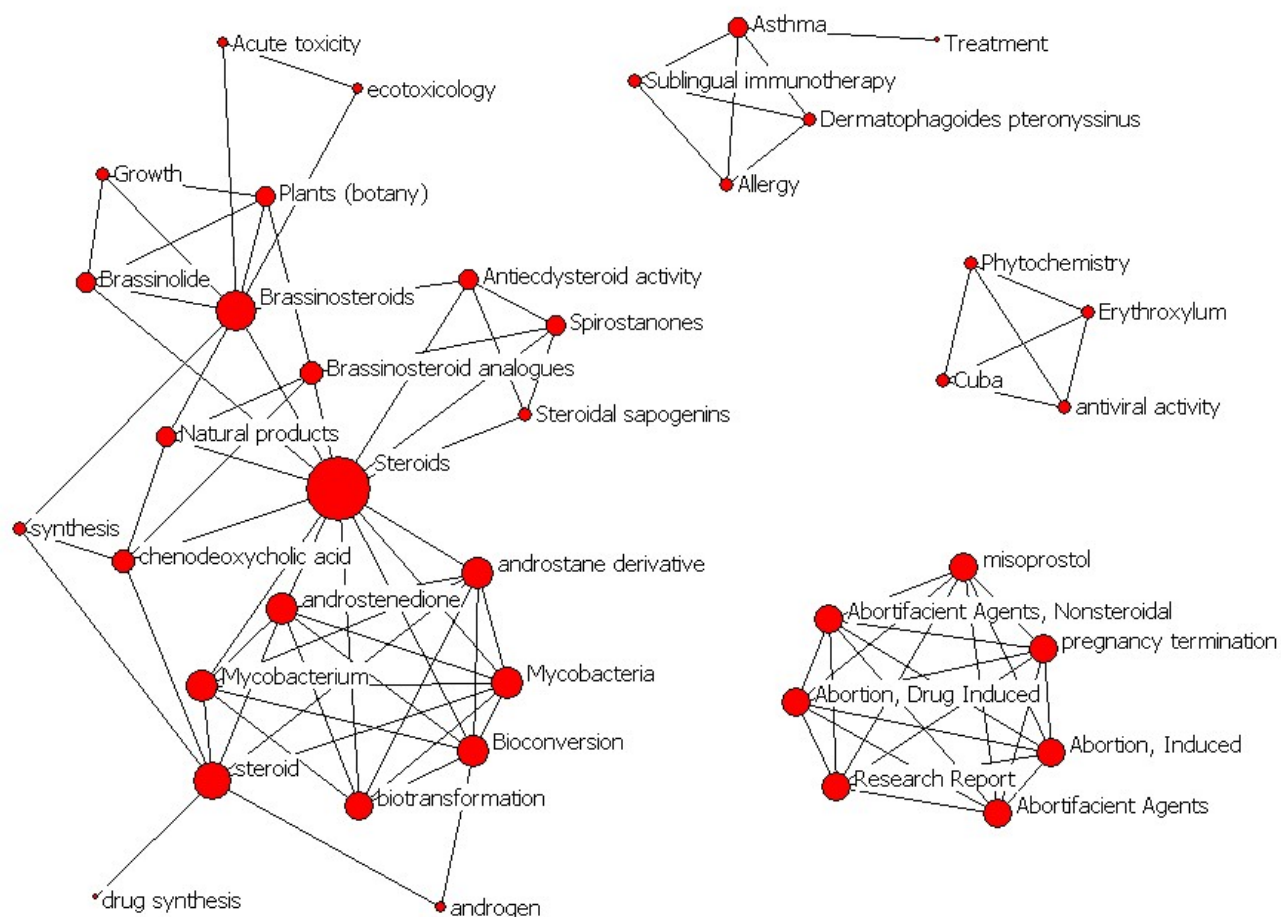 Acute toxicity
ecotoxicology
Growth
Plants (botany)
Brassinolide
Brassinosteroids
Antiecdysteroid activity
Spirostanones
Brassinosteroid analogues
Steroidal sapogenins
Natural products
Steroids
synthesis
chenodeoxycholic acid
androstane derivative
androstenedione
Mycobacterium
Mycobacteria
Bioconversion
steroid
biotransformation
drug synthesis
androgen
Asthma
Treatment
Sublingual immunotherapy
Dermatophagoides pteronyssinus
Allergy
Phytochemistry
Erythroxylum
Cuba
antiviral activity
misoprostol
Abortifacient Agents, Nonsteroidal
pregnancy termination
Abortion, Drug Induced
Abortion, Induced
Research Report
Abortifacient Agents